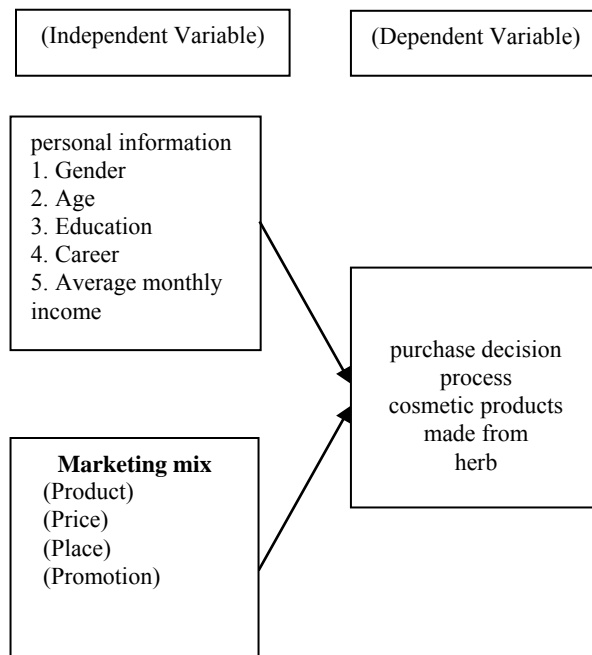 (Independent Variable)
(Dependent Variable)
personal information
1. Gender
2. Age
3. Education
4. Career
5. Average monthly
income
purchase decision
process
cosmetic products
made from
herb
Marketing mix
(Product)
(Price)
(Place)
(Promotion)